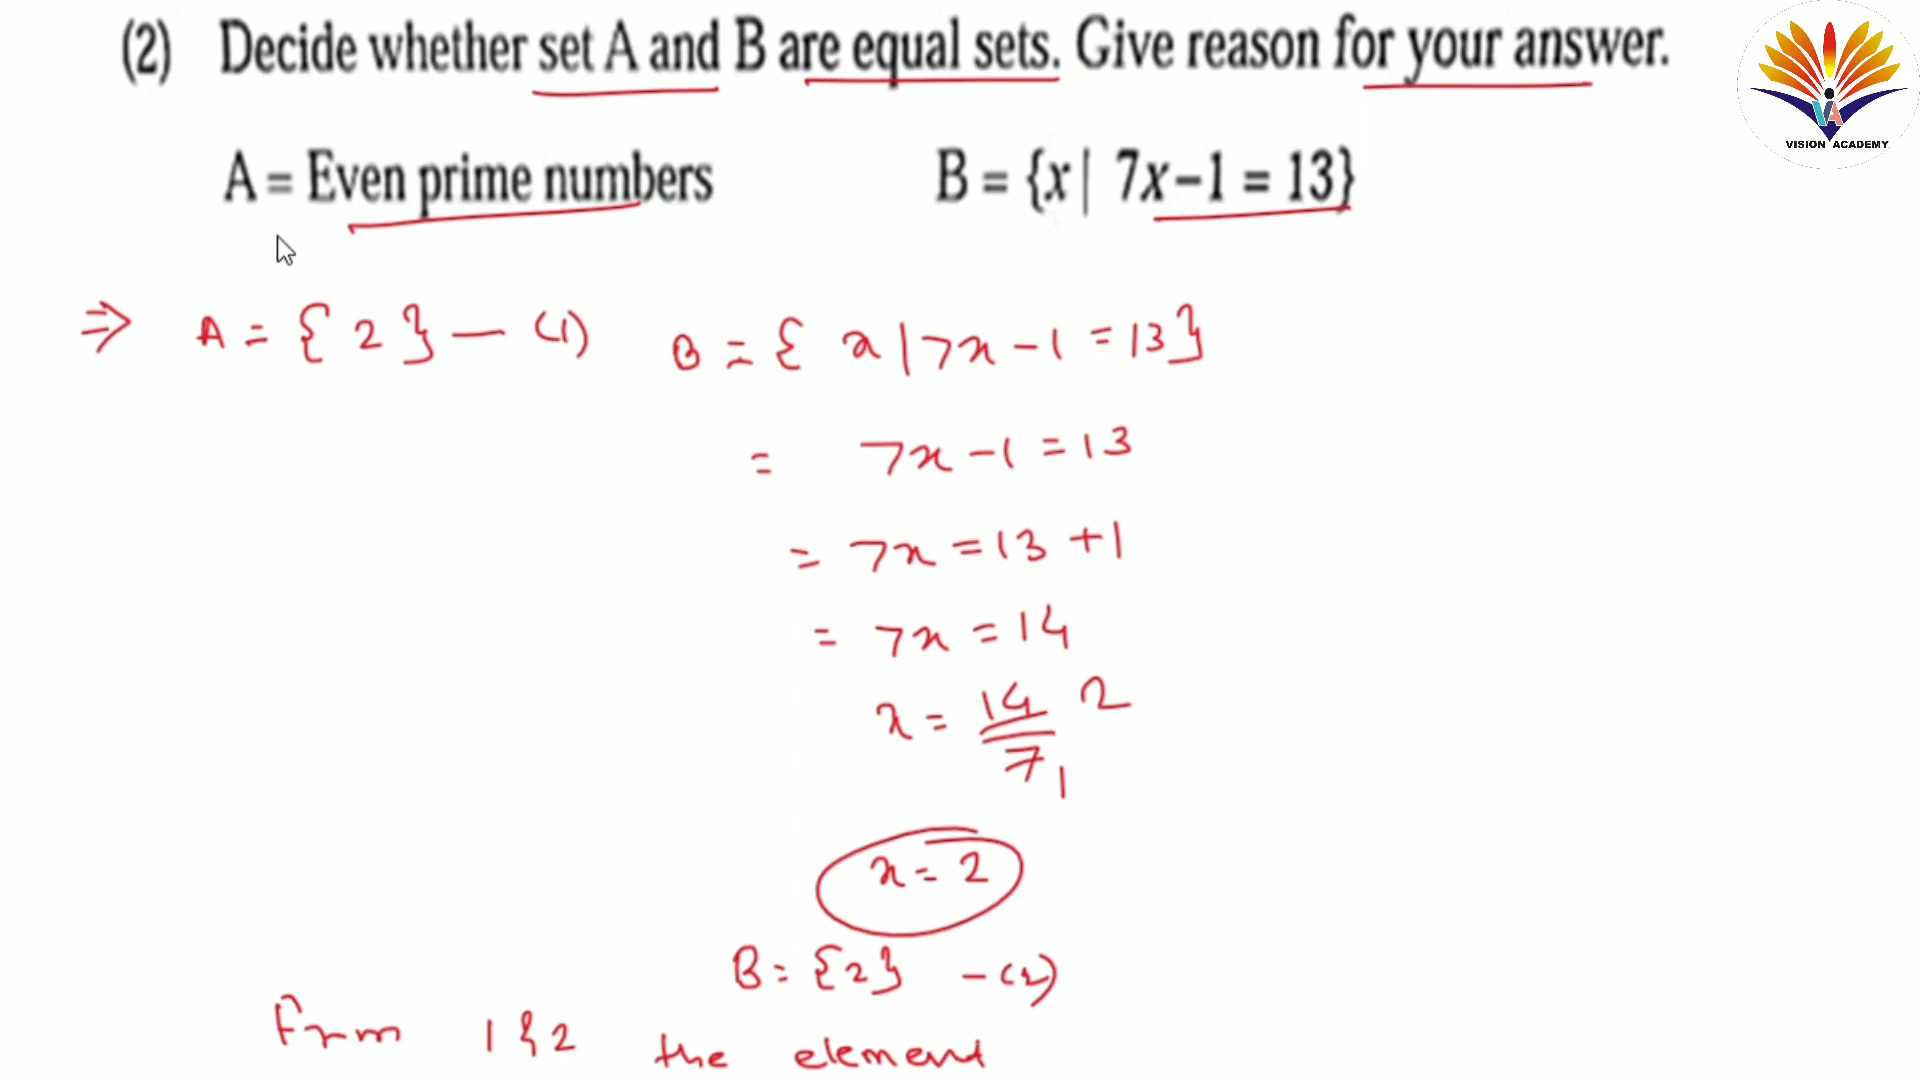 (2) Decide whether set A and B are equal sets. Give reason for your answer.
VISION ACADEMY
A = Even prime numbers B = {x | 7x−1 = 13}
⇒ A = { 2 } — (1) B = { x | 7x − 1 = 13 }
= 7x − 1 = 13
= 7x = 13 + 1
= 7x = 14
x = 14/7 2 1
x = 2
B = {2} — (2)
From 1 & 2 the element